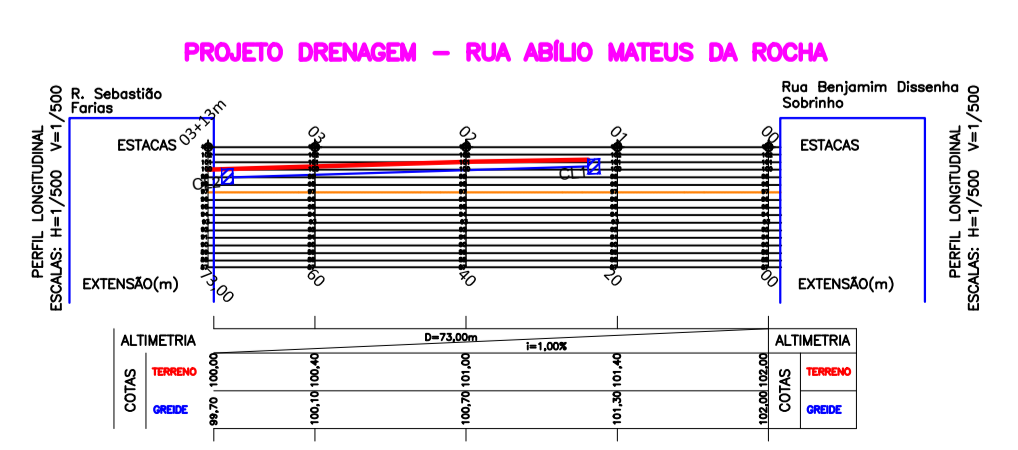 PROJETO DRENAGEM - RUA ABÍLIO MATEUS DA ROCHA
R. Sebastião
Farias
Rua Benjamim Dissenha
Sobrinho
PERFIL LONGITUDINAL
ESCALAS: H=1/500 V=1/500
ESTACAS
03+13m
03
02
01
00
ESTACAS
CL2
CL1
EXTENSÃO(m)
73,00
60
40
20
00
EXTENSÃO(m)
PERFIL LONGITUDINAL
ESCALAS: H=1/500 V=1/500
ALTIMETRIA
D=73,00m
i=1,00%
ALTIMETRIA
COTAS
TERRENO
100,00
100,40
101,00
101,40
102,00
COTAS
TERRENO
GREIDE
99,70
100,10
100,70
101,30
102,00
GREIDE